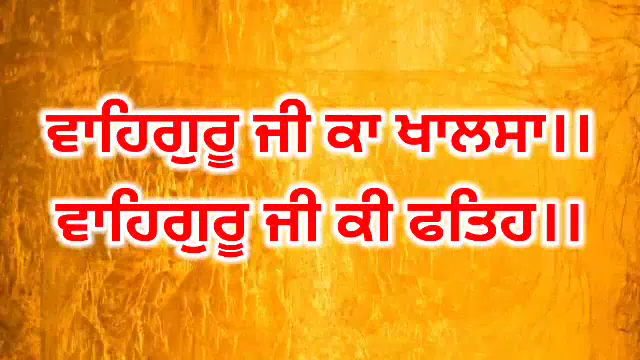 ਵਾਹਿਗੁਰੂ ਜੀ ਕਾ ਖਾਲਸਾ।।
ਵਾਹਿਗੁਰੂ ਜੀ ਕੀ ਫਤਿਹ।।